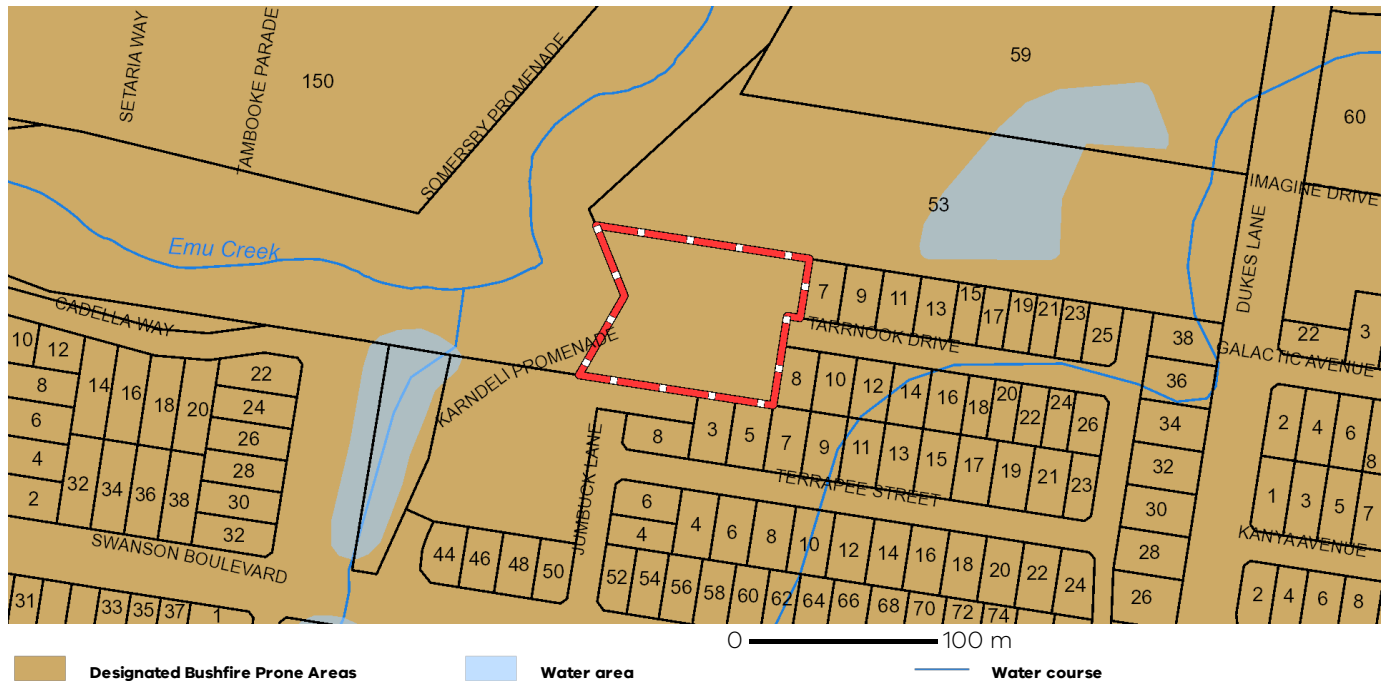 SETARIA WAY
TAMBOOKE PARADE
150
SOMERSBY PROMENADE
59
60
IMAGINE DRIVE
53
DUKES LANE
Emu Creek
CADELLA WAY
KARNDELI PROMENADE
7 9 11 13 15 17 19 21 23 25
TARRNOOK DRIVE
38
22 3
GALACTIC AVENUE
36
10 12
8
6
4
2
14 16 18 20
22
24
26
28
30
32
32 34 36 38
SWANSON BOULEVARD
31 33 35 37 1
8 10 12 14 16 18 20 22 24 26
JUMBUCK LANE
8 3 5 7 9 11 13 15 17 19 21 23
TERRAPEE STREET
34
32
30
28
26
2 4 6 8
1 3 5 7
KANYA AVENUE
2 4 6 8
6
4
4 6 8 10 12 14 16 18 20 22 24
44 46 48 50
52 54 56 58 60 62 64 66 68 70 72 74
0 100 m
Designated Bushfire Prone Areas
Water area
Water course